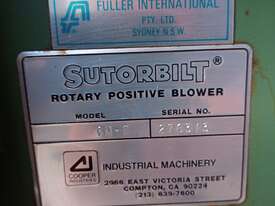 FULLER INTERNATIONAL
PTY. LTD.
SYDNEY N.S.W.
SUTORBILT®
ROTARY POSITIVE BLOWER
MODEL SERIAL NO.
COOPER INDUSTRIES
INDUSTRIAL MACHINERY
2966 EAST VICTORIA STREET
COMPTON, CA 90224
(213) 639-7600